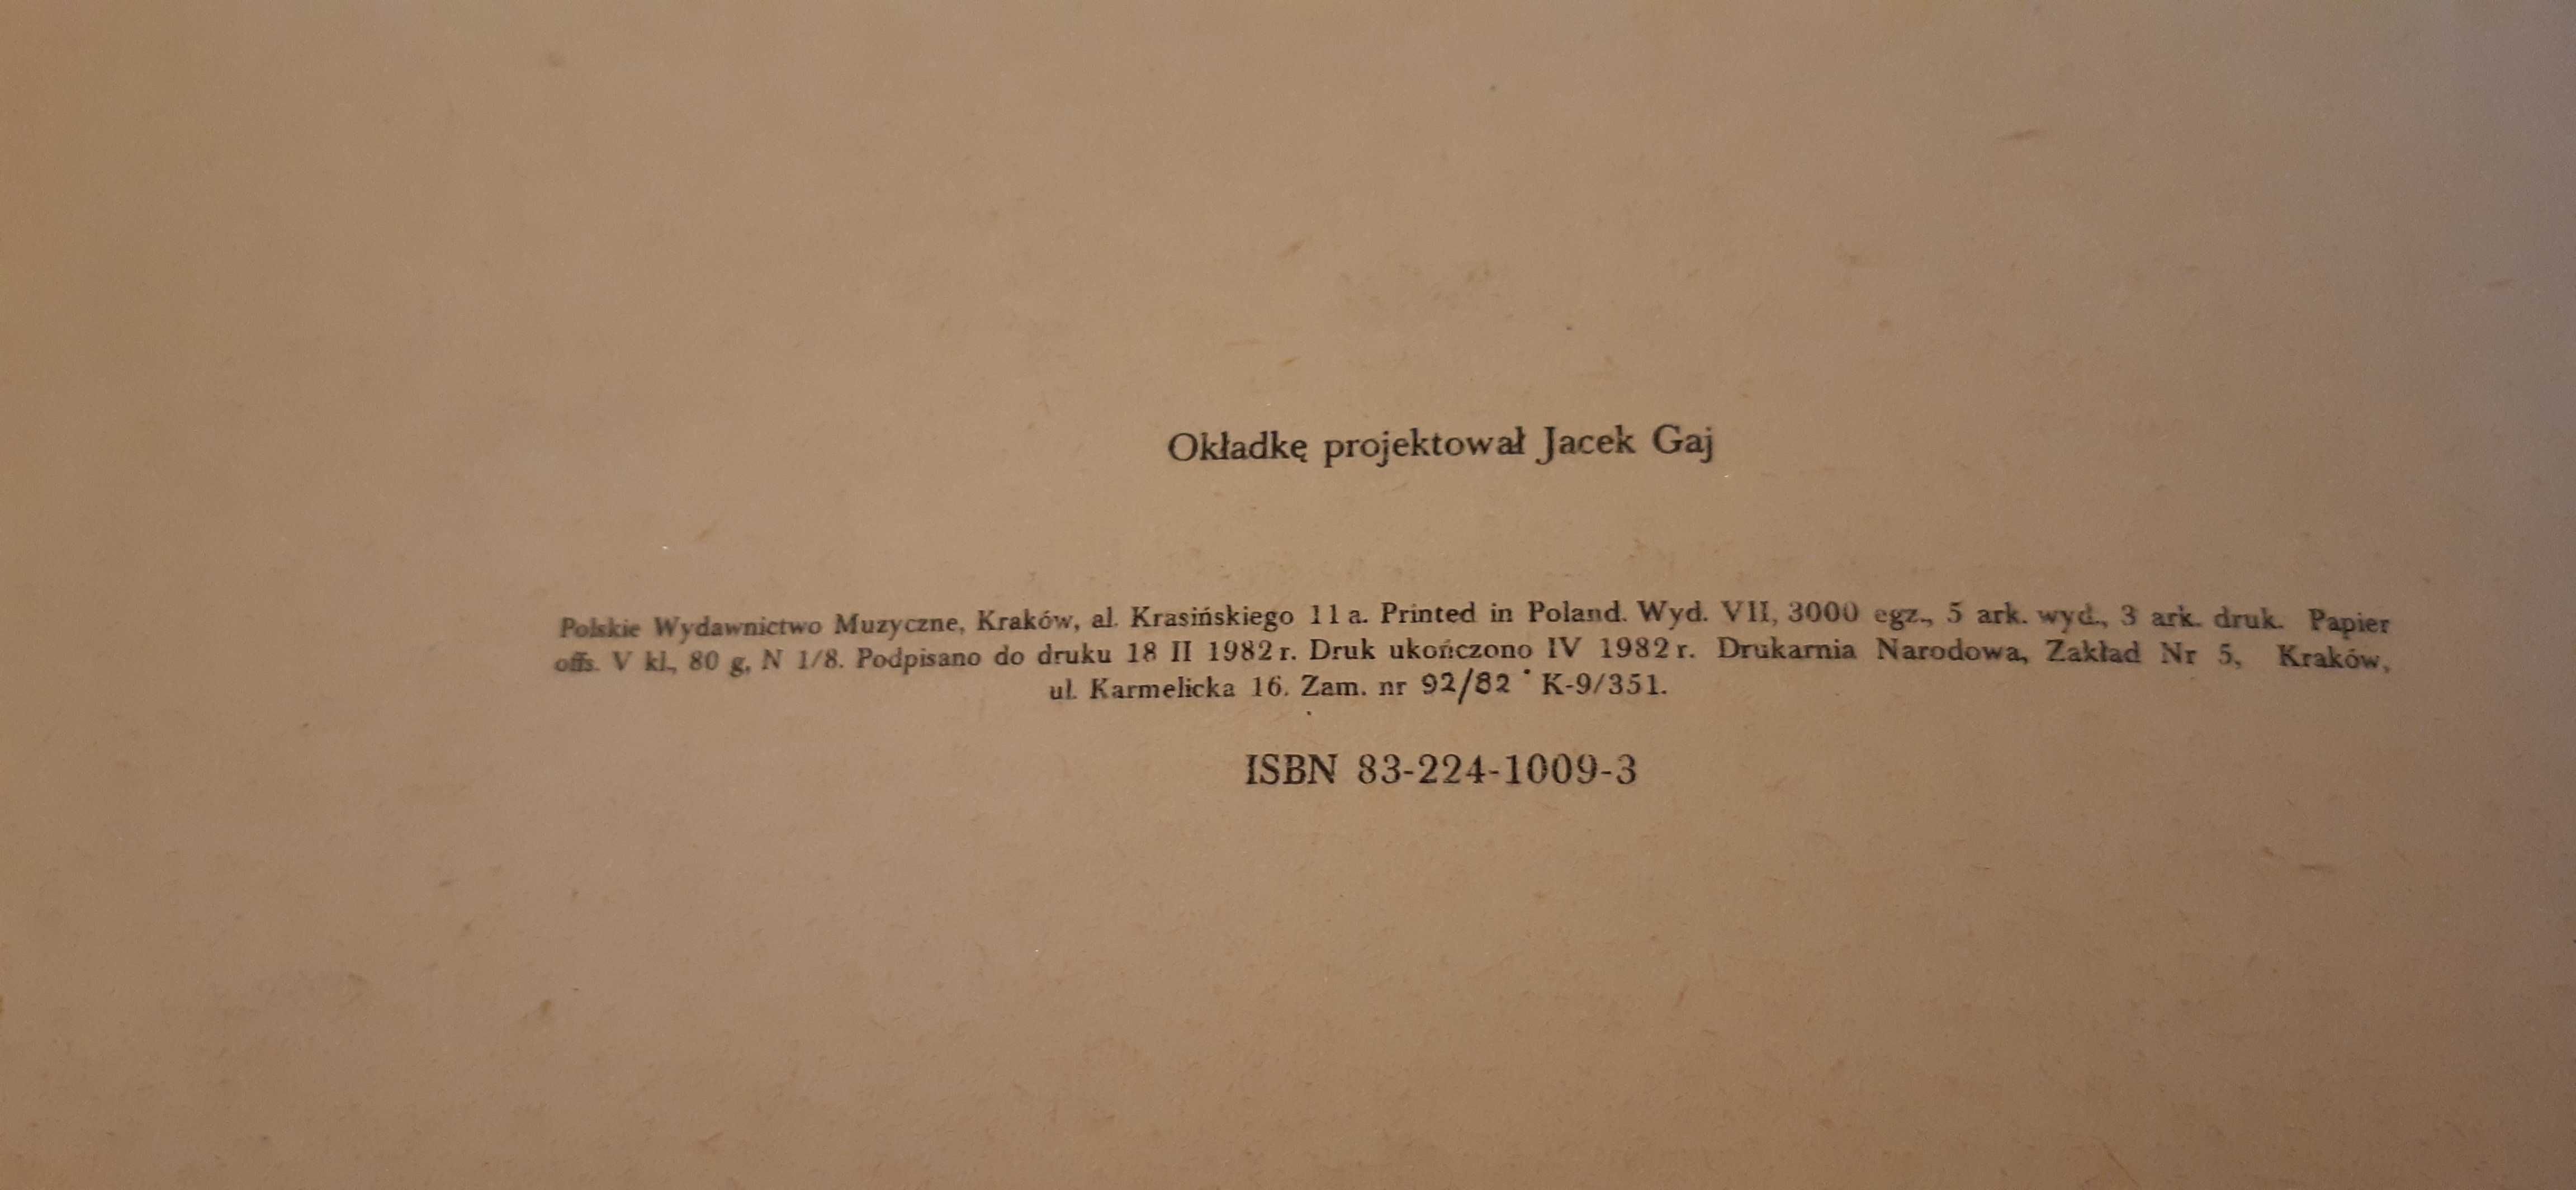 Okładkę projektował Jacek Gaj
Polskie Wydawnictwo Muzyczne, Kraków, al. Krasińskiego 11 a. Printed in Poland. Wyd. VII, 3000 egz., 5 ark. wyd., 3 ark. druk. Papier
offs. V kl., 80 g, N 1/8. Podpisano do druku 18 II 1982 r. Druk ukończono IV 1982 r. Drukarnia Narodowa, Zakład Nr 5, Kraków,
ul. Karmelicka 16. Zam. nr 92/82 · K-9/351.
ISBN 83-224-1009-3